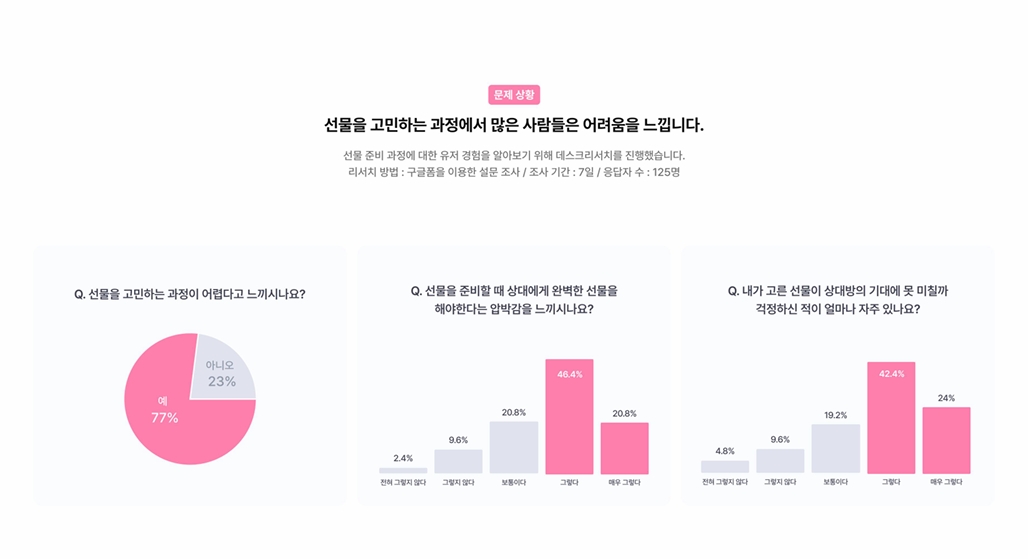 문제 상황
선물을 고민하는 과정에서 많은 사람들은 어려움을 느낍니다.
선물 준비 과정에 대한 유저 경험을 알아보기 위해 데스크리서치를 진행했습니다.
리서치 방법 : 구글폼을 이용한 설문 조사 / 조사 기간 : 7일 / 응답자 수 : 125명
Q. 선물을 고민하는 과정이 어렵다고 느끼시나요?
아니오
23%
예
77%
Q. 선물을 준비할 때 상대에게 완벽한 선물을
해야한다는 압박감을 느끼시나요?
2.4%
9.6%
20.8%
46.4%
20.8%
전혀 그렇지 않다
그렇지 않다
보통이다
그렇다
매우 그렇다
Q. 내가 고른 선물이 상대방의 기대에 못 미칠까
걱정하신 적이 얼마나 자주 있나요?
4.8%
9.6%
19.2%
42.4%
24%
전혀 그렇지 않다
그렇지 않다
보통이다
그렇다
매우 그렇다